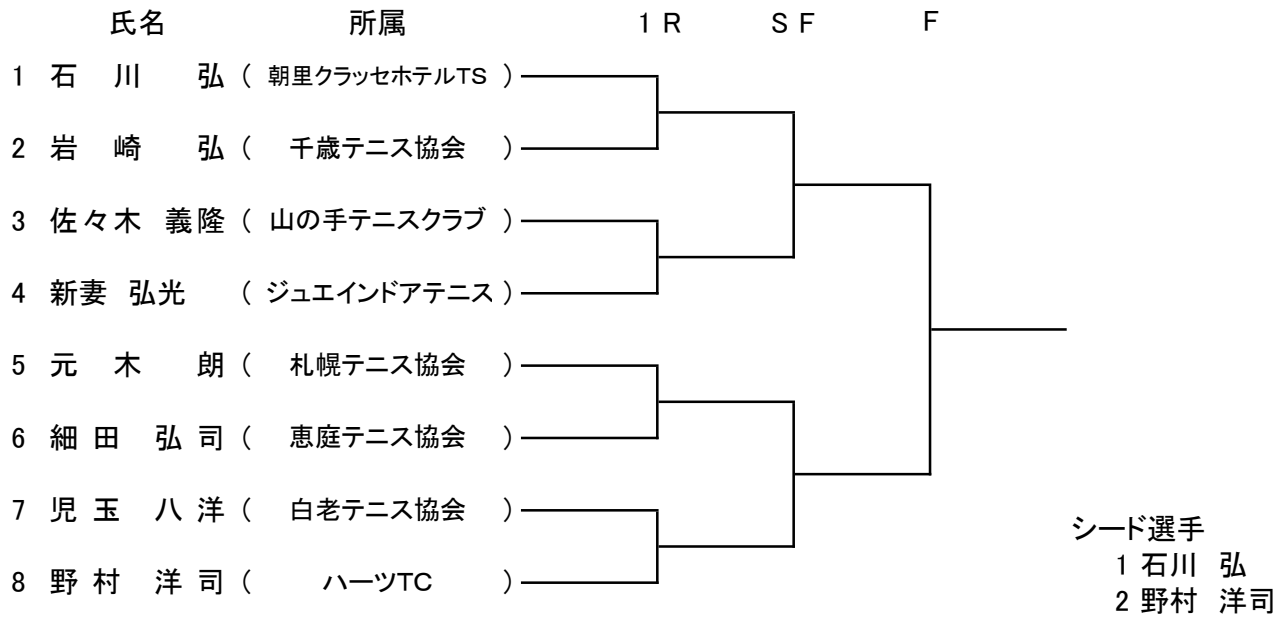 氏名 所属 1R SF F
1 石川 弘 ( 朝里クラッセホテルTS )
2 岩崎 弘 ( 千歳テニス協会 )
3 佐々木 義隆 ( 山の手テニスクラブ )
4 新妻 弘光 ( ジュエインドアテニス )
5 元木 朗 ( 札幌テニス協会 )
6 細田 弘司 ( 恵庭テニス協会 )
7 児玉 八洋 ( 白老テニス協会 )
8 野村 洋司 ( ハーツTC )
シード選手
1 石川 弘
2 野村 洋司